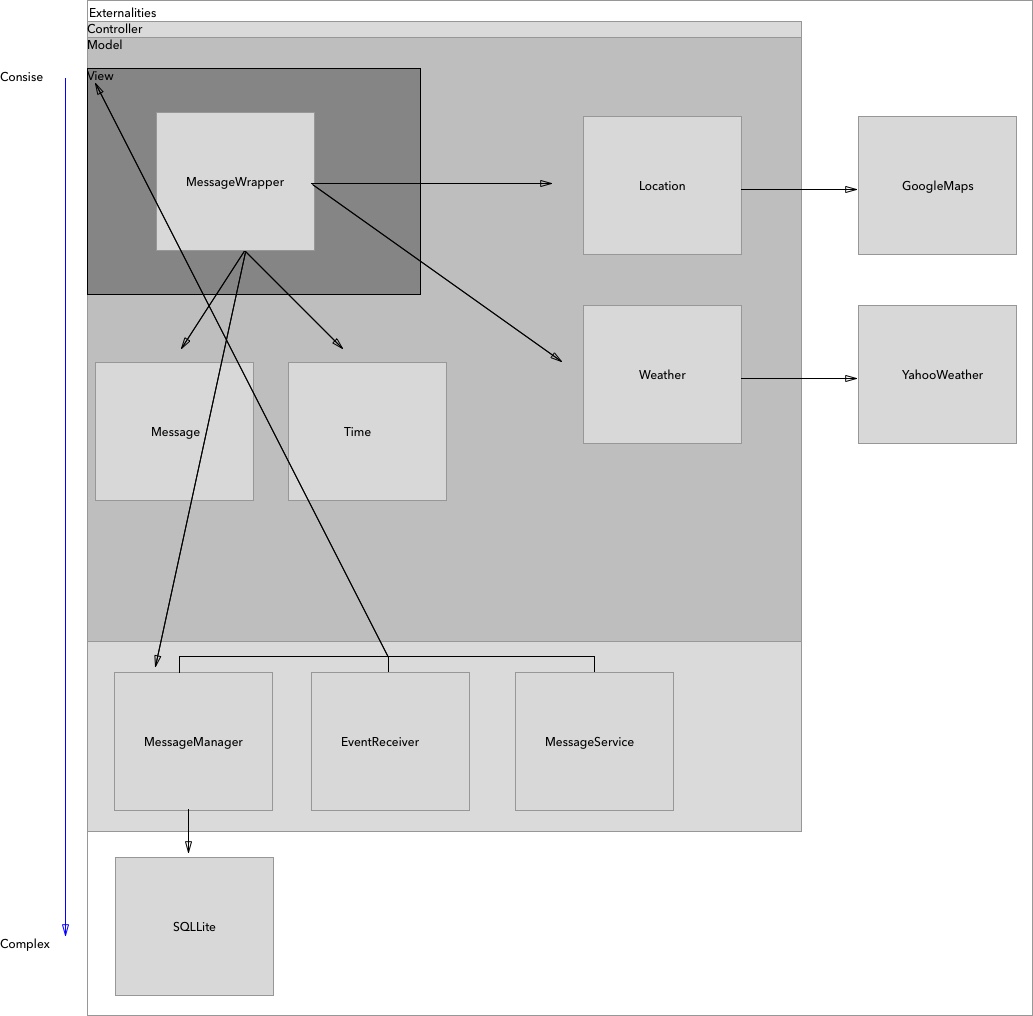 Externalities
Controller
Model
Consise
View
MessageWrapper
Location
GoogleMaps
Weather
YahooWeather
Message
Time
MessageManager
EventReceiver
MessageService
SQLLite
Complex